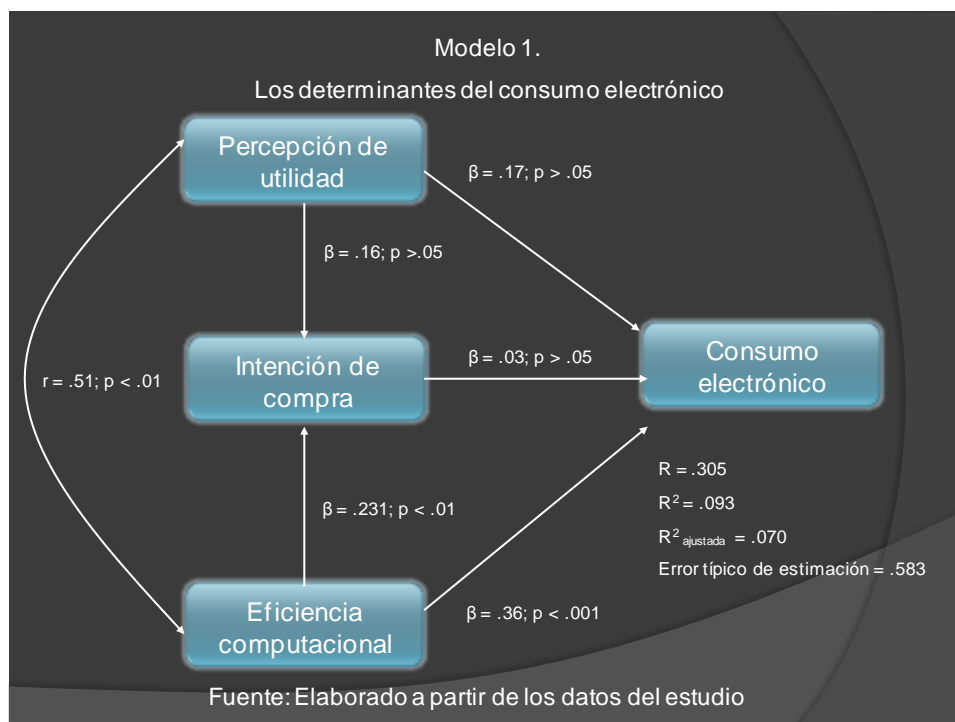 Modelo 1.
Los determinantes del consumo electrónico
Percepción de
utilidad
β = .17; p > .05
β = .16; p >.05
Intención de
compra
β = .03; p > .05
Consumo
electrónico
r = .51; p < .01
R = .305
R² = .093
β = .231; p < .01
R² ajustada = .070
Error típico de estimación = .583
Eficiencia
computacional
β = .36; p < .001
Fuente: Elaborado a partir de los datos del estudio